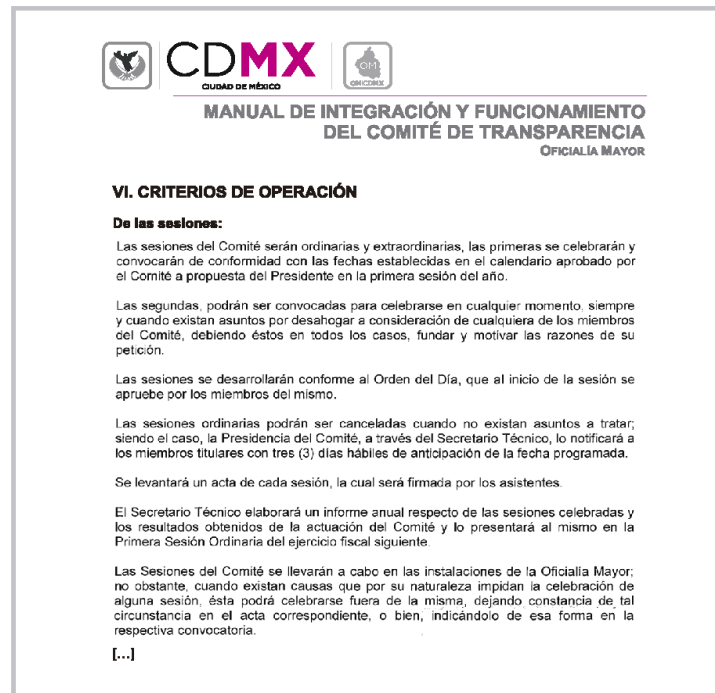 CDMX
CIUDAD DE MÉXICO
OM
OMCDMX
MANUAL DE INTEGRACIÓN Y FUNCIONAMIENTO
DEL COMITÉ DE TRANSPARENCIA
OFICIALÍA MAYOR
VI. CRITERIOS DE OPERACIÓN
De las sesiones:
Las sesiones del Comité serán ordinarias y extraordinarias, las primeras se celebrarán y
convocarán de conformidad con las fechas establecidas en el calendario aprobado por
el Comité a propuesta del Presidente en la primera sesión del año.
Las segundas, podrán ser convocadas para celebrarse en cualquier momento, siempre
y cuando existan asuntos por desahogar a consideración de cualquiera de los miembros
del Comité, debiendo éstos en todos los casos, fundar y motivar las razones de su
petición.
Las sesiones se desarrollarán conforme al Orden del Día, que al inicio de la sesión se
apruebe por los miembros del mismo.
Las sesiones ordinarias podrán ser canceladas cuando no existan asuntos a tratar;
siendo el caso, la Presidencia del Comité, a través del Secretario Técnico, lo notificará a
los miembros titulares con tres (3) días hábiles de anticipación de la fecha programada.
Se levantará un acta de cada sesión, la cual será firmada por los asistentes.
El Secretario Técnico elaborará un informe anual respecto de las sesiones celebradas y
los resultados obtenidos de la actuación del Comité y lo presentará al mismo en la
Primera Sesión Ordinaria del ejercicio fiscal siguiente.
Las Sesiones del Comité se llevarán a cabo en las instalaciones de la Oficialía Mayor;
no obstante, cuando existan causas que por su naturaleza impidan la celebración de
alguna sesión, ésta podrá celebrarse fuera de la misma, dejando constancia de tal
circunstancia en el acta correspondiente, o bien, indicándolo de esa forma en la
respectiva convocatoria.
[...]